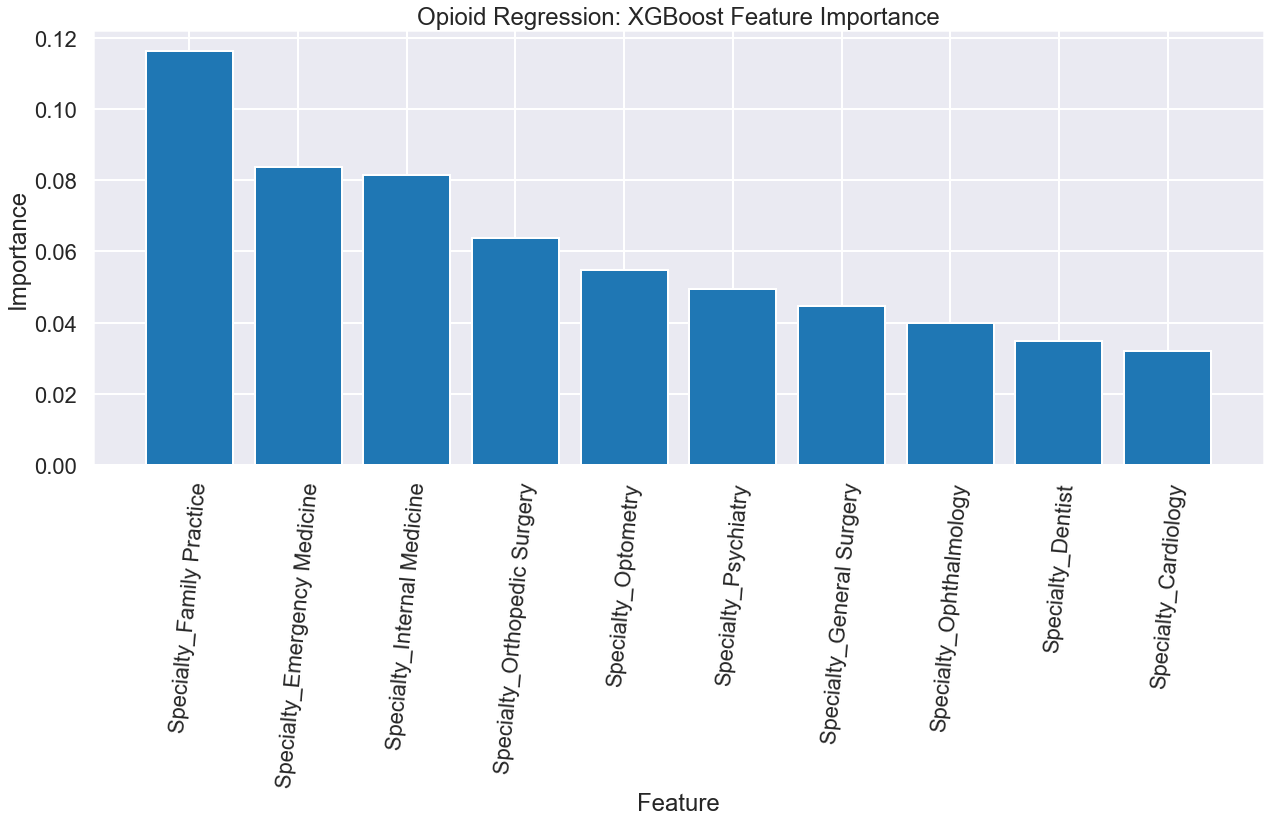 Opioid Regression: XGBoost Feature Importance
0.12
0.10
0.08
0.06
0.04
0.02
0.00
Importance
Specialty_Family Practice
Specialty_Emergency Medicine
Specialty_Internal Medicine
Specialty_Orthopedic Surgery
Specialty_Optometry
Specialty_Psychiatry
Specialty_General Surgery
Specialty_Ophthalmology
Specialty_Dentist
Specialty_Cardiology
Feature